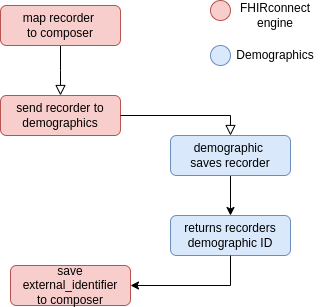 map recorder
to composer
FHIRconnect
engine
Demographics
send recorder to
demographics
demographic
saves recorder
returns recorders
demographic ID
save
external_identifier
to composer